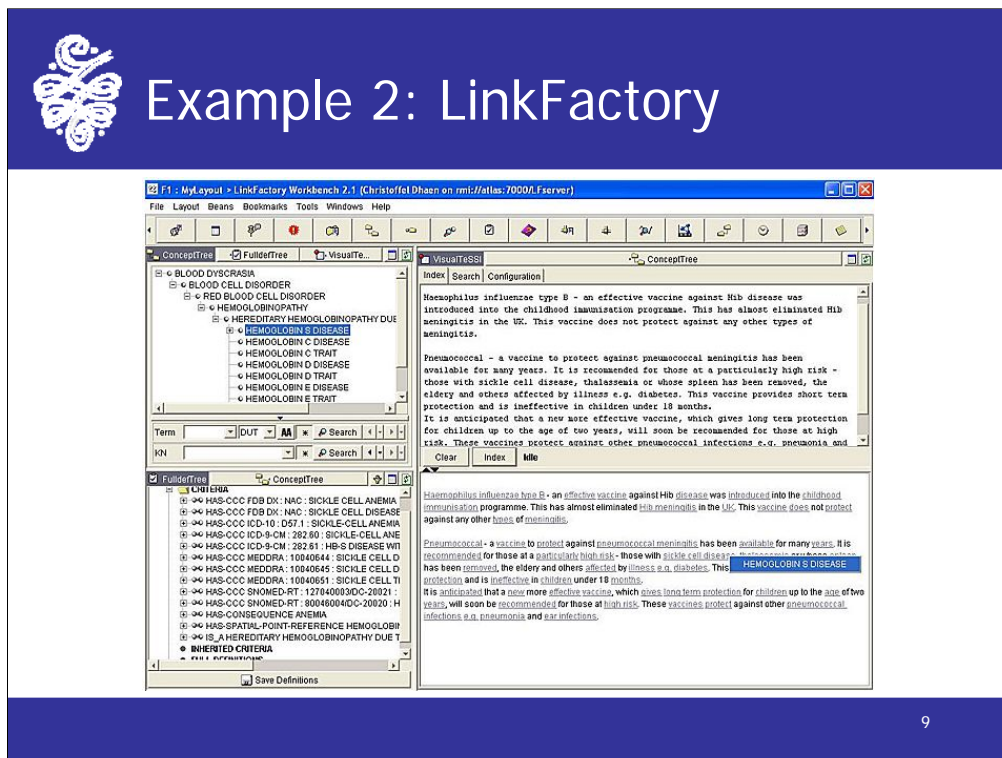 Example 2: LinkFactory
F1 : MyLayout > LinkFactory Workbench 2.1 (Christoffel Dhaen on rmi://atlas:7000/LFserver)
File Layout Beans Bookmarks Tools Windows Help
ConceptTree FulldefTree VisualTe...
BLOOD DYSCRASIA
BLOOD CELL DISORDER
RED BLOOD CELL DISORDER
HEMOGLOBINOPATHY
HEREDITARY HEMOGLOBINOPATHY DUE
HEMOGLOBIN S DISEASE
HEMOGLOBIN C DISEASE
HEMOGLOBIN C TRAIT
HEMOGLOBIN D DISEASE
HEMOGLOBIN D TRAIT
HEMOGLOBIN E DISEASE
HEMOGLOBIN E TRAIT
Term DUT AA Search
KN Search
FulldefTree ConceptTree
CRITERIA
HAS-CCC FDB DX : NAC : SICKLE CELL ANEMIA
HAS-CCC FDB DX : NAC : SICKLE CELL DISEASE
HAS-CCC ICD-10 : D57.1 : SICKLE-CELL ANEMIA
HAS-CCC ICD-9-CM : 282.60 : SICKLE-CELL ANE
HAS-CCC ICD-9-CM : 282.61 : HB-S DISEASE WIT
HAS-CCC MEDDRA : 10040644 : SICKLE CELL D
HAS-CCC MEDDRA : 10040645 : SICKLE CELL D
HAS-CCC MEDDRA : 10040651 : SICKLE CELL T
HAS-CCC SNOMED-RT : 127040003/DC-20021 :
HAS-CCC SNOMED-RT : 80046004/DC-20020 : H
HAS-CONSEQUENCE ANEMIA
HAS-SPATIAL-POINT-REFERENCE HEMOGLOBIN
IS_A HEREDITARY HEMOGLOBINOPATHY DUE T
INHERITED CRITERIA
FULL DEFINITIONS
Save Definitions
VisualTeSSI ConceptTree
Index Search Configuration
Haemophilus influenzae type B - an effective vaccine against Hib disease was
introduced into the childhood immunisation programme. This has almost eliminated Hib
meningitis in the UK. This vaccine does not protect against any other types of
meningitis.
Pneumococcal - a vaccine to protect against pneumococcal meningitis has been
available for many years. It is recommended for those at a particularly high risk -
those with sickle cell disease, thalassemia or whose spleen has been removed, the
eldery and others affected by illness e.g. diabetes. This vaccine provides short term
protection and is ineffective in children under 18 months.
It is anticipated that a new more effective vaccine, which gives long term protection
for children up to the age of two years, will soon be recommended for those at high
risk. These vaccines protect against other pneumococcal infections e.g. pneumonia and
Clear Index Idle
Haemophilus influenzae type B - an effective vaccine against Hib disease was introduced into the childhood
immunisation programme. This has almost eliminated Hib meningitis in the UK. This vaccine does not protect
against any other types of meningitis.
Pneumococcal - a vaccine to protect against pneumococcal meningitis has been available for many years. It is
recommended for those at a particularly high risk - those with sickle cell disease, thalassemia or whose spleen
has been removed, the eldery and others affected by illness e.g. diabetes. This
HEMOGLOBIN S DISEASE
protection and is ineffective in children under 18 months.
It is anticipated that a new more effective vaccine, which gives long term protection for children up to the age of two
years, will soon be recommended for those at high risk. These vaccines protect against other pneumococcal
infections e.g. pneumonia and ear infections.
9